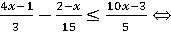 (4x−1)/3 − (2−x)/15 ≤ (10x−3)/5 ⇔